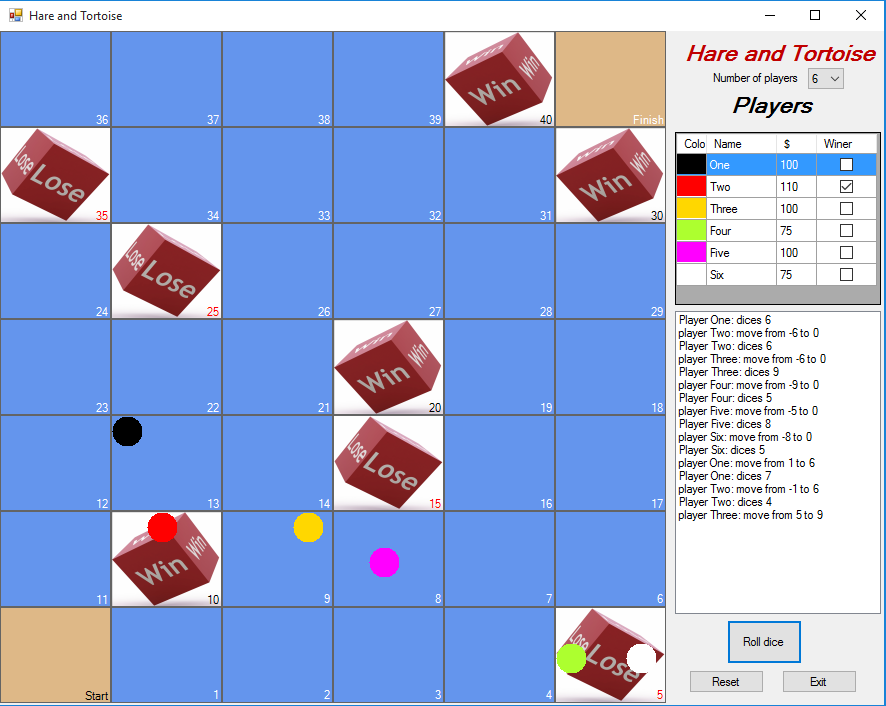 Hare and Tortoise
Hare and Tortoise
Number of players 6
Players
Colo Name $ Winer
One 100
Two 110
Three 100
Four 75
Five 100
Six 75
Player One: dices 6
player Two: move from -6 to 0
Player Two: dices 6
player Three: move from -6 to 0
Player Three: dices 9
player Four: move from -9 to 0
Player Four: dices 5
player Five: move from -5 to 0
Player Five: dices 8
player Six: move from -8 to 0
Player Six: dices 5
player One: move from 1 to 6
Player One: dices 7
player Two: move from -1 to 6
Player Two: dices 4
player Three: move from 5 to 9
Roll dice
Reset Exit
Win Win Win
36 37 38 39 40 Finish
Lose Lose
Win Win Win
35 34 33 32 31 30
Lose Lose
24 25 26 27 28 29
Win Win
23 22 21 20 19 18
Lose Lose
12 13 14 15 16 17
Win Win
11 10 9 8 7 6
Lose Lose
Start 1 2 3 4 5